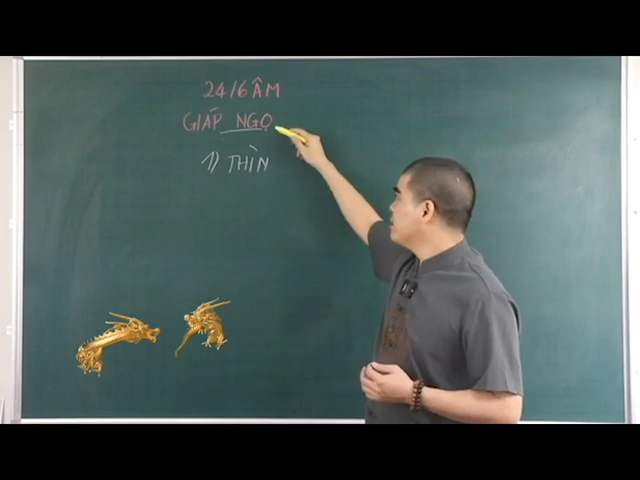 24/6 ÂM
GIÁP NGỌ
1) THÌN